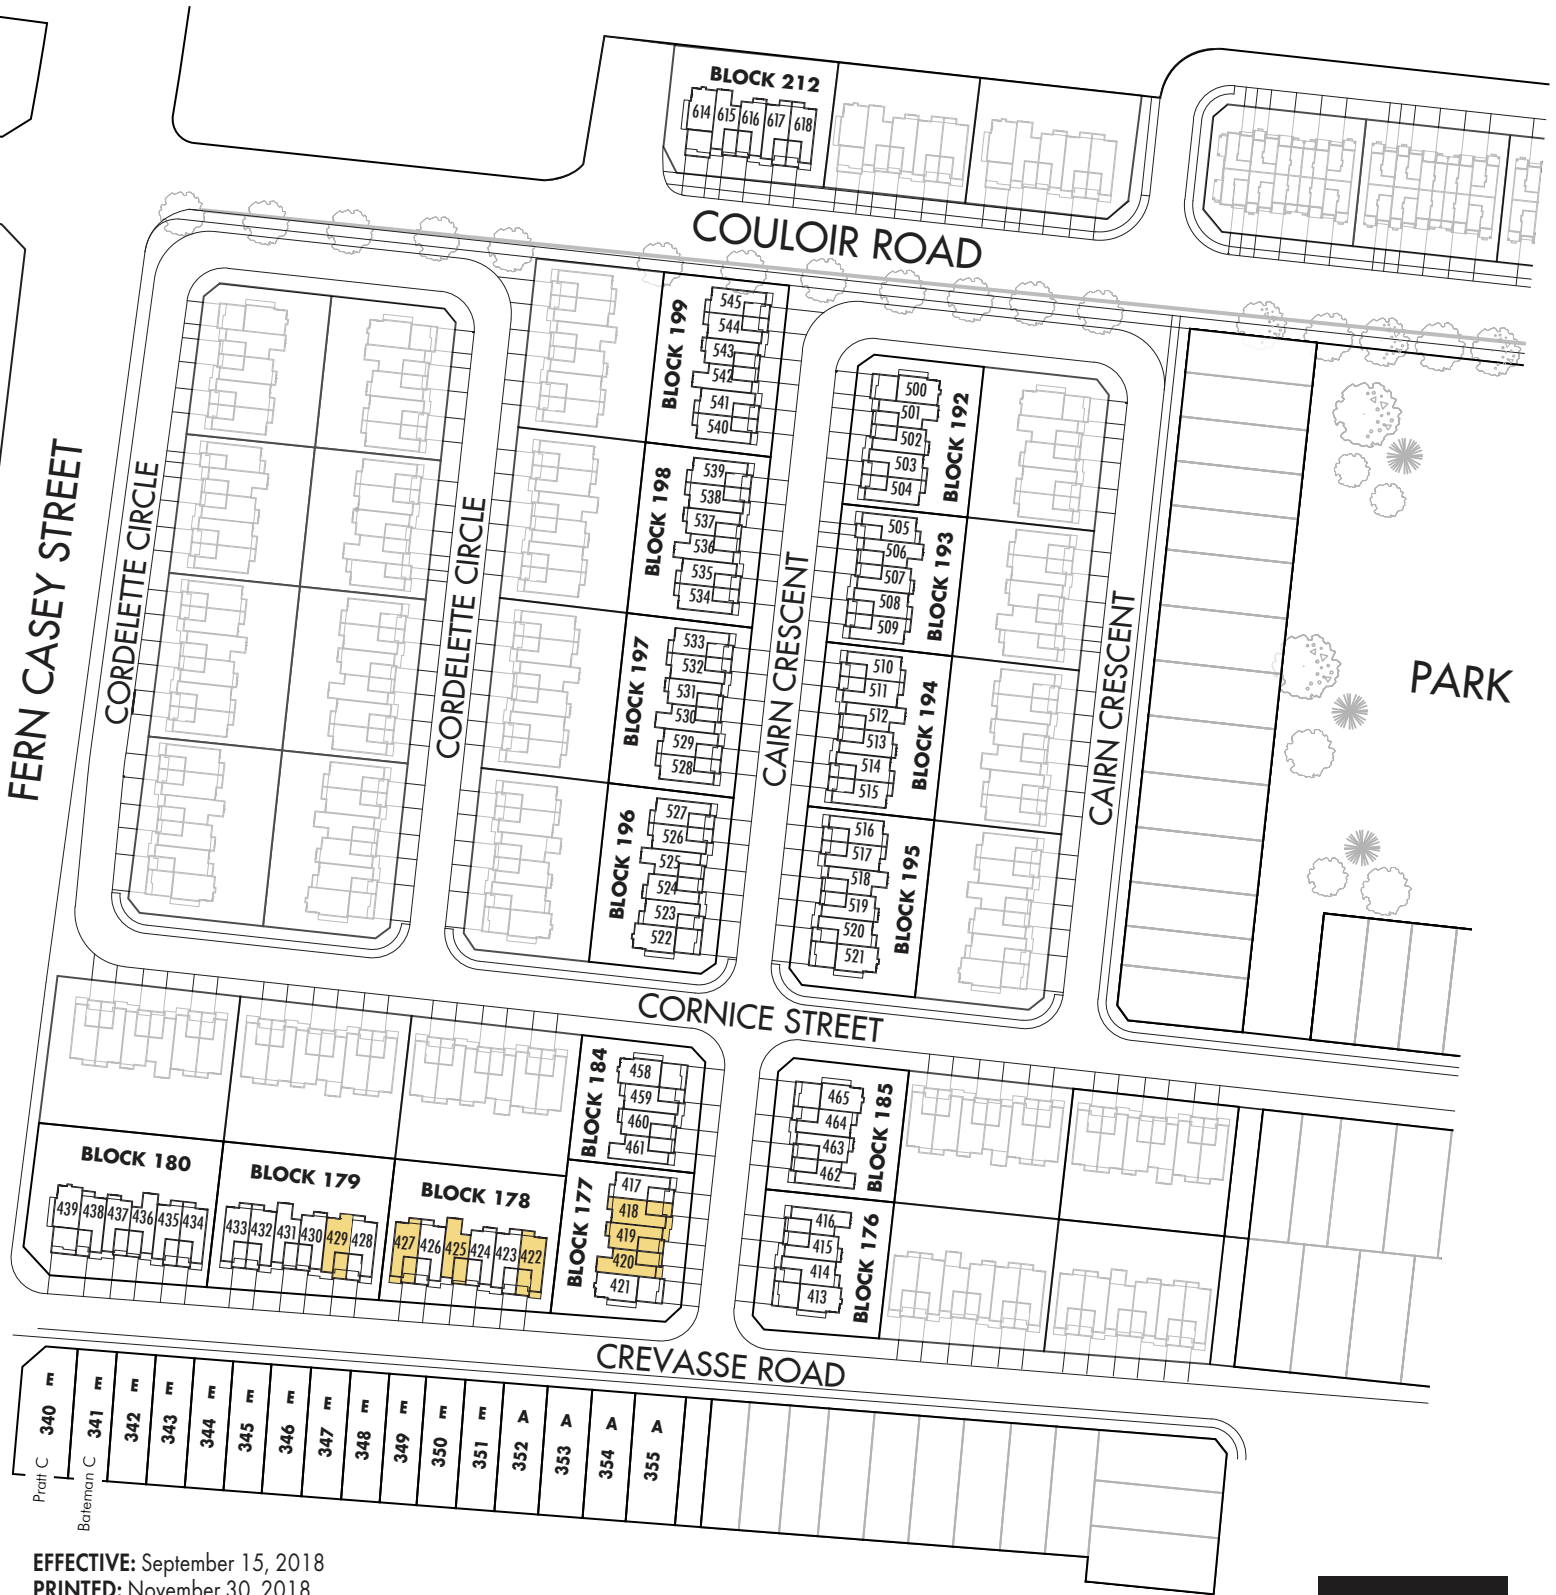 BLOCK 212
614 615 616 617 618
COULOIR ROAD
BLOCK 199
545
544
543
542
541
540
BLOCK 198
539
538
537
536
535
534
BLOCK 197
533
532
531
530
529
528
BLOCK 196
527
526
525
524
523
522
BLOCK 192
500
501
502
503
504
BLOCK 193
505
506
507
508
509
BLOCK 194
510
511
512
513
514
515
BLOCK 195
516
517
518
519
520
521
FERN CASEY STREET
CORDELETTE CIRCLE
CORDELETTE CIRCLE
CAIRN CRESCENT
CAIRN CRESCENT
PARK
CORNICE STREET
BLOCK 184
458
459
460
461
BLOCK 185
465
464
463
462
BLOCK 180
439 438 437 436 435 434
BLOCK 179
433 432 431 430 429 428
BLOCK 178
427 426 425 424 423 422
BLOCK 177
417
418
419
420
421
BLOCK 176
416
415
414
413
CREVASSE ROAD
E E E E E E E E E E E E A A A A
340 341 342 343 344 345 346 347 348 349 350 351 352 353 354 355
Pratt C
Bateman C
EFFECTIVE: September 15, 2018
PRINTED: November 30, 2018